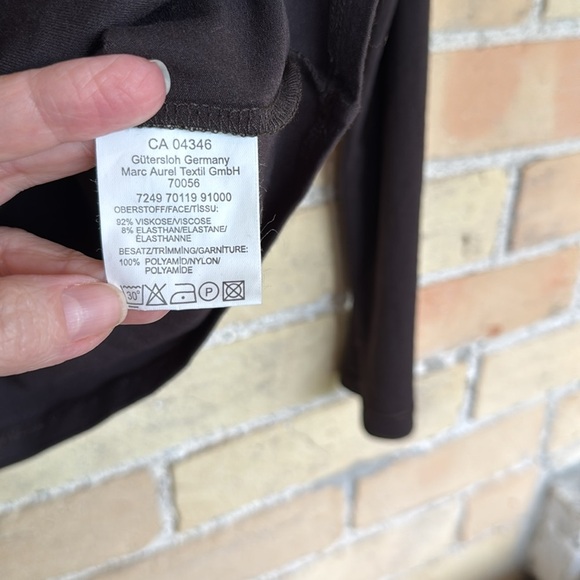 CA 04346
Gütersloh Germany
Marc Aurel Textil GmbH
70056
7249 70119 91000
OBERSTOFF/FACE/TISSU:
92% VISKOSE/VISCOSE
8% ELASTHAN/ELASTANE/
ÉLASTHANNE
BESATZ/TRIMMING/GARNITURE:
100% POLYAMID/NYLON/
POLYAMIDE
30° P